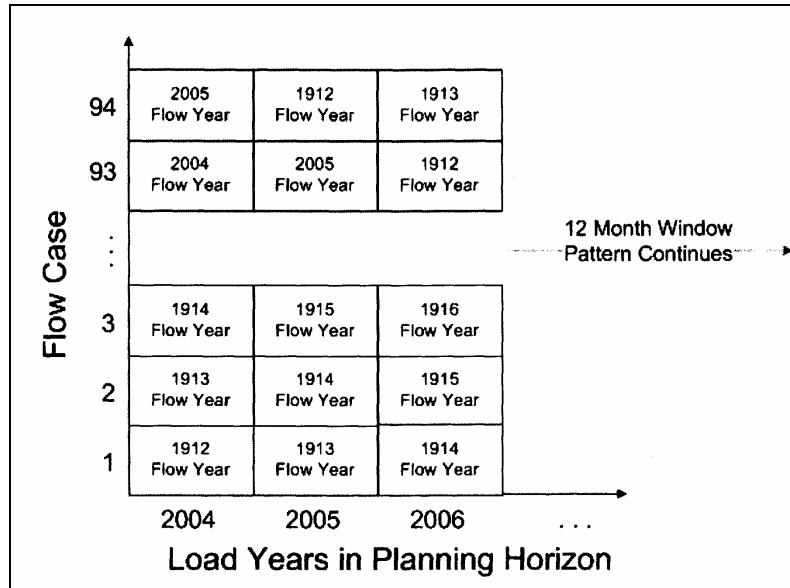 94
2005
Flow Year
1912
Flow Year
1913
Flow Year
93
2004
Flow Year
2005
Flow Year
1912
Flow Year
. . .
12 Month Window
Pattern Continues
Flow Case
3
1914
Flow Year
1915
Flow Year
1916
Flow Year
2
1913
Flow Year
1914
Flow Year
1915
Flow Year
1
1912
Flow Year
1913
Flow Year
1914
Flow Year
2004 2005 2006 . . .
Load Years in Planning Horizon